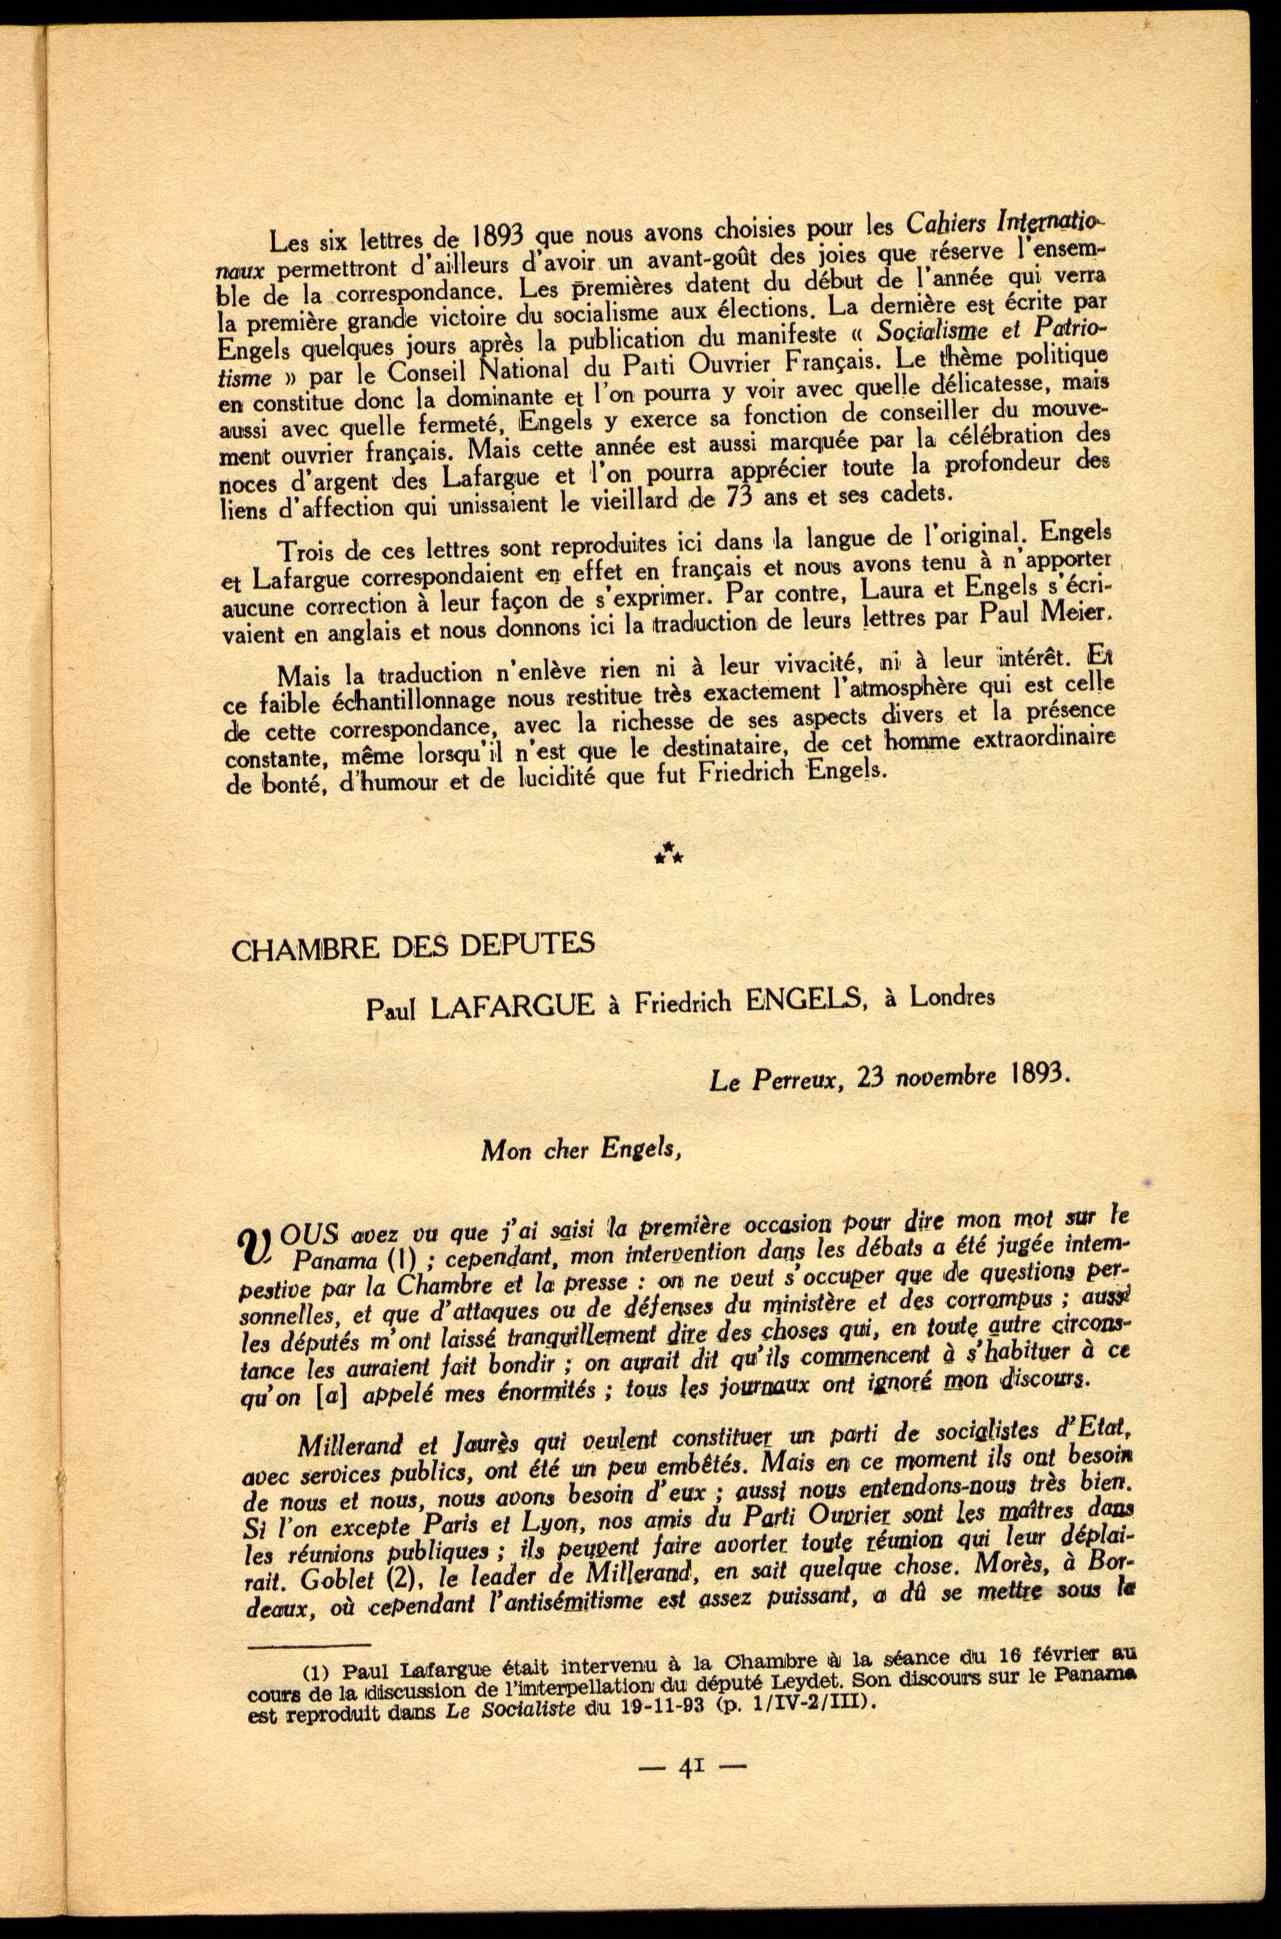 Les six lettres de 1893 que nous avons choisies pour les Cahiers Internatio-
naux permettront d'ailleurs d'avoir un avant-goût des joies que réserve l'ensem-
ble de la correspondance. Les premières datent du début de l'année qui verra
la première grande victoire du socialisme aux élections. La dernière est écrite par
Engels quelques jours après la publication du manifeste « Socialisme et Patrio-
tisme » par le Conseil National du Parti Ouvrier Français. Le thème politique
en constitue donc la dominante et l'on pourra y voir avec quelle délicatesse, mais
aussi avec quelle fermeté, Engels y exerce sa fonction de conseiller du mouve-
ment ouvrier français. Mais cette année est aussi marquée par la célébration des
noces d'argent des Lafargue et l'on pourra apprécier toute la profondeur des
liens d'affection qui unissaient le vieillard de 73 ans et ses cadets.
Trois de ces lettres sont reproduites ici dans la langue de l'original. Engels
et Lafargue correspondaient en effet en français et nous avons tenu à n'apporter
aucune correction à leur façon de s'exprimer. Par contre, Laura et Engels s'écri-
vaient en anglais et nous donnons ici la traduction de leurs lettres par Paul Meier.
Mais la traduction n'enlève rien ni à leur vivacité, ni à leur intérêt. Et
ce faible échantillonnage nous restitue très exactement l'atmosphère qui est celle
de cette correspondance, avec la richesse de ses aspects divers et la présence
constante, même lorsqu'il n'est que le destinataire, de cet homme extraordinaire
de bonté, d'humour et de lucidité que fut Friedrich Engels.
CHAMBRE DES DEPUTES
Paul LAFARGUE à Friedrich ENGELS, à Londres
Le Perreux, 23 novembre 1893.
Mon cher Engels,
VOUS avez vu que j'ai saisi la première occasion pour dire mon mot sur le
Panama (1) ; cependant, mon intervention dans les débats a été jugée intem-
pestive par la Chambre et la presse : on ne veut s'occuper que de questions per-
sonnelles, et que d'attaques ou de défenses du ministère et des corrompus ; aussi
les députés m'ont laissé tranquillement dire des choses qui, en toute autre circons-
tance les auraient fait bondir ; on aurait dit qu'ils commencent à s'habituer à ce
qu'on [a] appelé mes énormités ; tous les journaux ont ignoré mon discours.
Millerand et Jaurès qui veulent constituer un parti de socialistes d'Etat,
avec services publics, ont été un peu embêtés. Mais en ce moment ils ont besoin
de nous et nous, nous avons besoin d'eux ; aussi nous entendons-nous très bien.
Si l'on excepte Paris et Lyon, nos amis du Parti Ouvrier sont les maîtres dans
les réunions publiques ; ils peuvent faire avorter toute réunion qui leur déplai-
rait. Goblet (2), le leader de Millerand, en sait quelque chose. Morès, à Bor-
deaux, où cependant l'antisémitisme est assez puissant, a dû se mettre sous la
(1) Paul Lafargue était intervenu à la Chambre à la séance du 16 février au
cours de la discussion de l'interpellation du député Leydet. Son discours sur le Panama
est reproduit dans Le Socialiste du 19-11-93 (p. 1/IV-2/III).
— 41 —